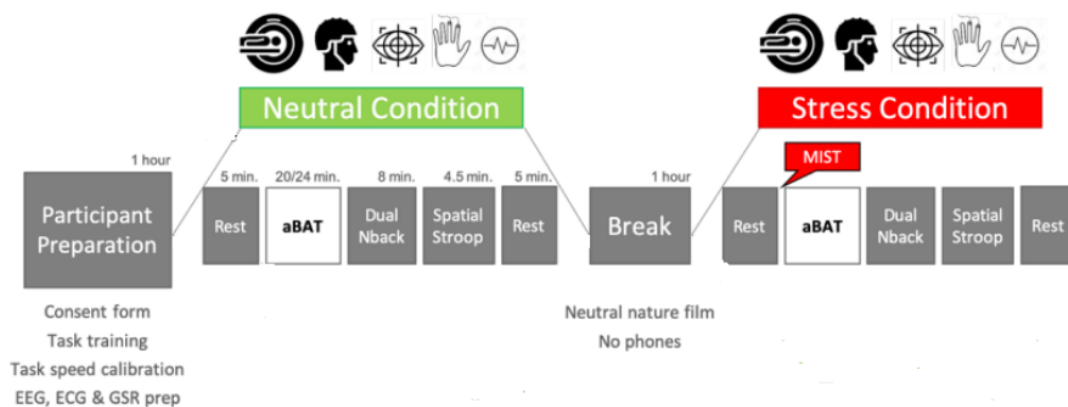 Neutral Condition
Stress Condition
MIST
1 hour
5 min.
20/24 min.
8 min.
4.5 min.
5 min.
1 hour
Participant
Preparation
Rest
aBAT
Dual
Nback
Spatial
Stroop
Rest
Break
Rest
aBAT
Dual
Nback
Spatial
Stroop
Rest
Consent form
Task training
Task speed calibration
EEG, ECG & GSR prep
Neutral nature film
No phones